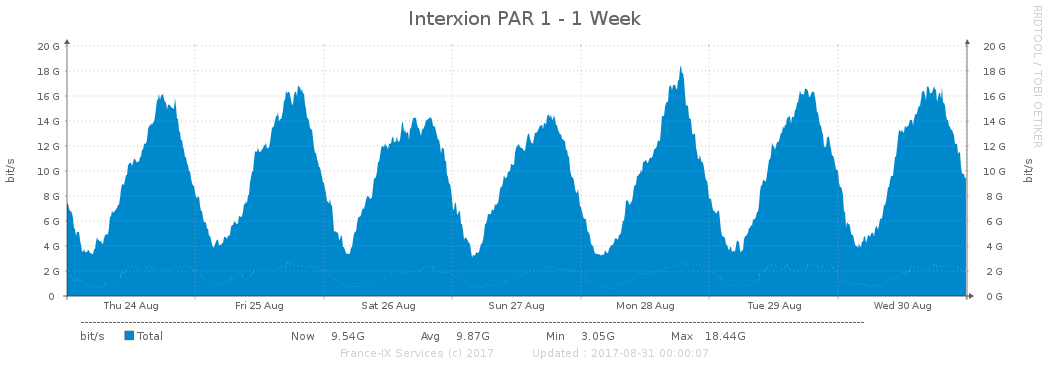 Interxion PAR 1 - 1 Week
RRDTOOL / TOBI OETIKER
20 G 20 G
18 G 18 G
16 G 16 G
14 G 14 G
12 G 12 G
10 G 10 G
8 G 8 G
6 G 6 G
4 G 4 G
2 G 2 G
0 0 G
bit/s
bit/s
Thu 24 Aug Fri 25 Aug Sat 26 Aug Sun 27 Aug Mon 28 Aug Tue 29 Aug Wed 30 Aug
bit/s Total Now 9.54G Avg 9.87G Min 3.05G Max 18.44G
France-IX Services (c) 2017 Updated : 2017-08-31 00:00:07